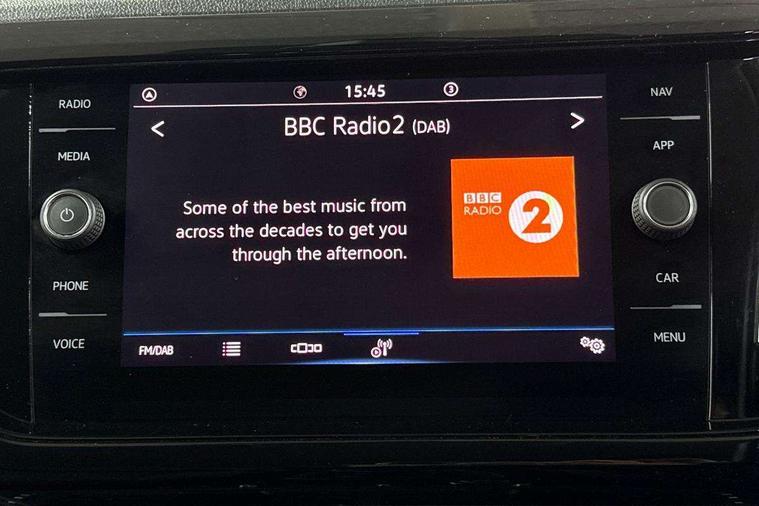 15:45
3
RADIO
MEDIA
PHONE
VOICE
BBC Radio2 (DAB)
Some of the best music from
across the decades to get you
through the afternoon.
BBC
RADIO
2
FM/DAB
NAV
APP
CAR
MENU